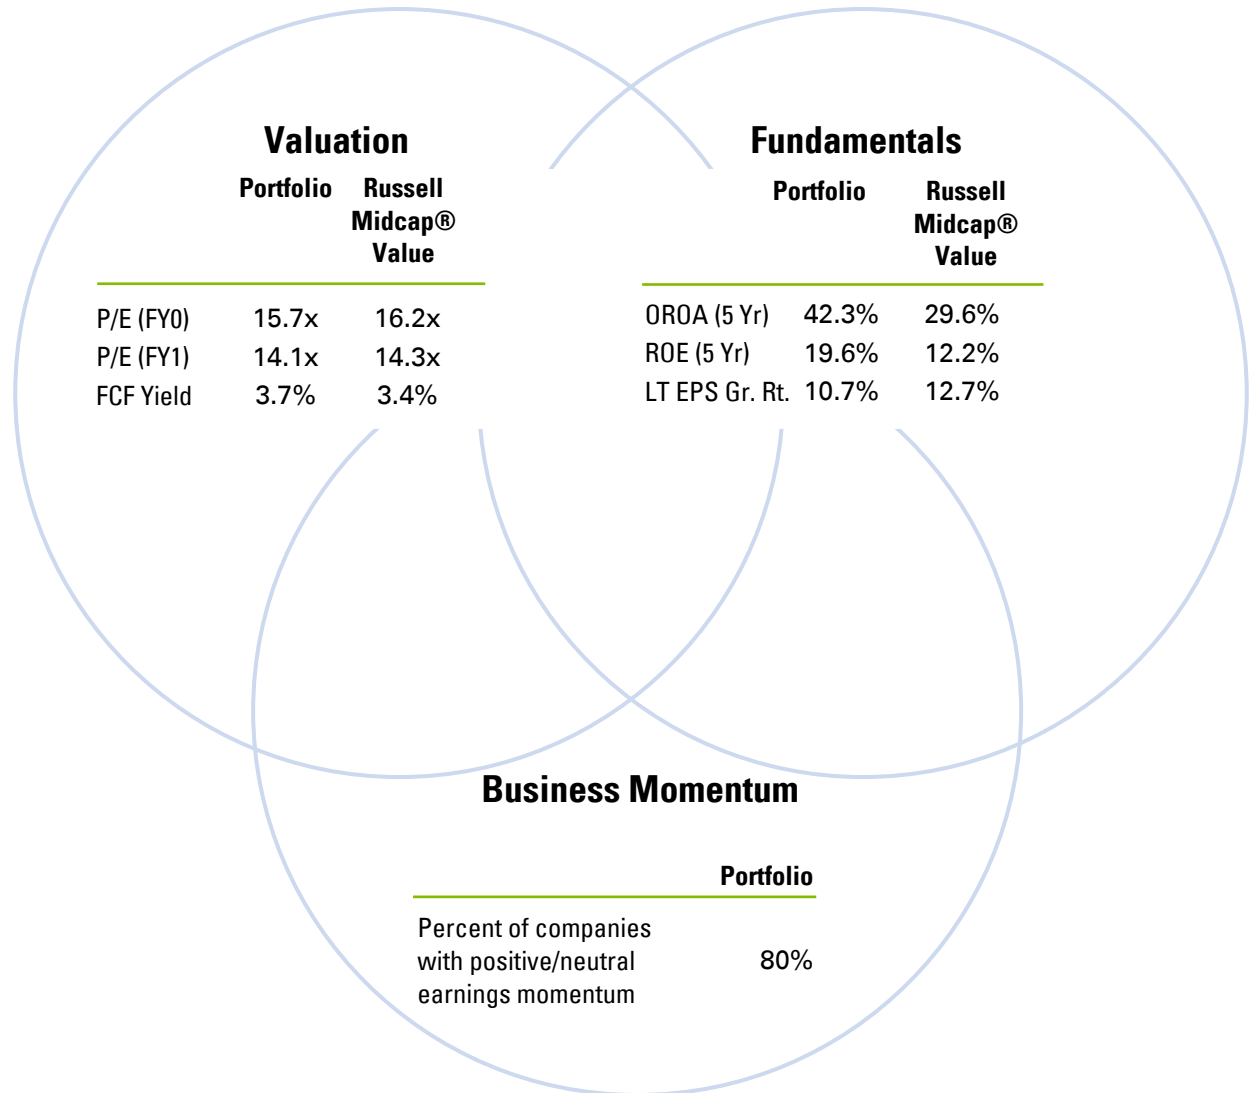 Valuation
Portfolio Russell
Midcap®
Value
P/E (FY0) 15.7x 16.2x
P/E (FY1) 14.1x 14.3x
FCF Yield 3.7% 3.4%
Fundamentals
Portfolio Russell
Midcap®
Value
OROA (5 Yr) 42.3% 29.6%
ROE (5 Yr) 19.6% 12.2%
LT EPS Gr. Rt. 10.7% 12.7%
Business Momentum
Portfolio
Percent of companies
with positive/neutral 80%
earnings momentum